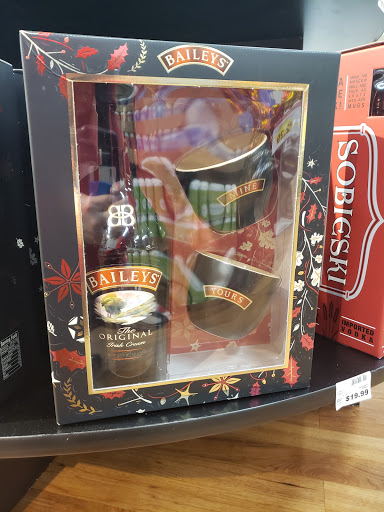 BAILEYS
MINE
YOURS
BAILEYS
The
ORIGINAL
Irish Cream
SOBIESKI
IMPORTED
VODKA
$19.99